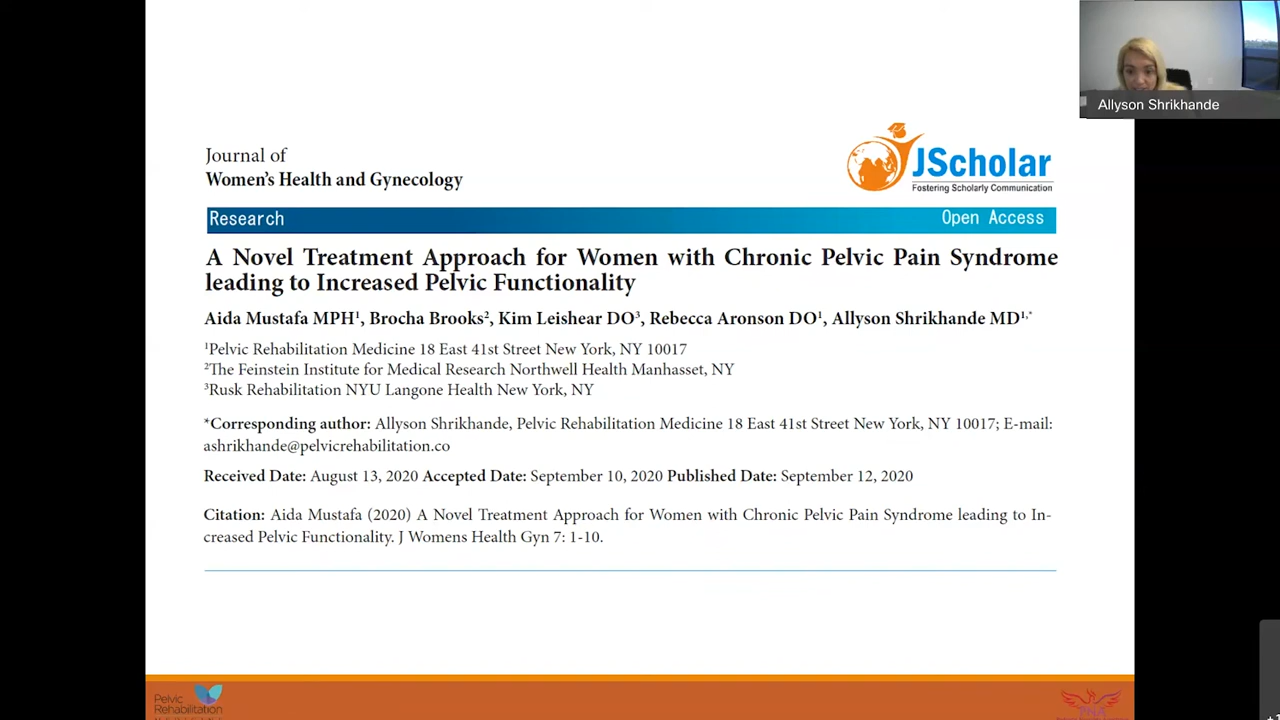 Allyson Shrikhande
Journal of
Women's Health and Gynecology
JScholar
Fostering Scholarly Communication
Research
Open Access
A Novel Treatment Approach for Women with Chronic Pelvic Pain Syndrome
leading to Increased Pelvic Functionality
Aida Mustafa MPH¹, Brocha Brooks², Kim Leishear DO³, Rebecca Aronson DO¹, Allyson Shrikhande MD¹,*
¹Pelvic Rehabilitation Medicine 18 East 41st Street New York, NY 10017
²The Feinstein Institute for Medical Research Northwell Health Manhasset, NY
³Rusk Rehabilitation NYU Langone Health New York, NY
*Corresponding author: Allyson Shrikhande, Pelvic Rehabilitation Medicine 18 East 41st Street New York, NY 10017; E-mail:
ashrikhande@pelvicrehabilitation.co
Received Date: August 13, 2020 Accepted Date: September 10, 2020 Published Date: September 12, 2020
Citation: Aida Mustafa (2020) A Novel Treatment Approach for Women with Chronic Pelvic Pain Syndrome leading to In-
creased Pelvic Functionality. J Womens Health Gyn 7: 1-10.
Pelvic
Rehabilitation